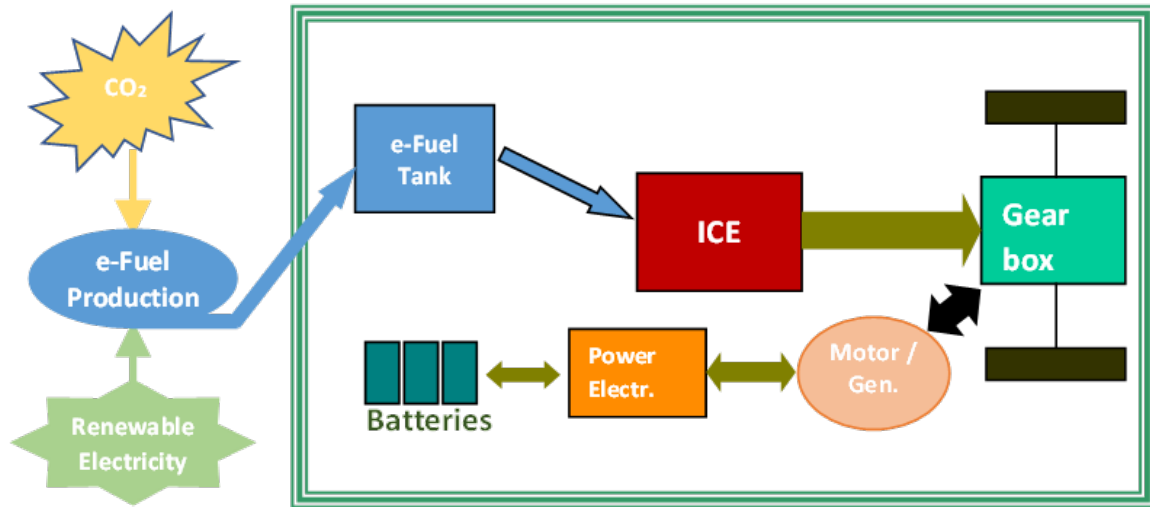 CO₂
e-Fuel
Production
Renewable
Electricity
e-Fuel
Tank
ICE
Gear
box
Batteries
Power
Electr.
Motor /
Gen.